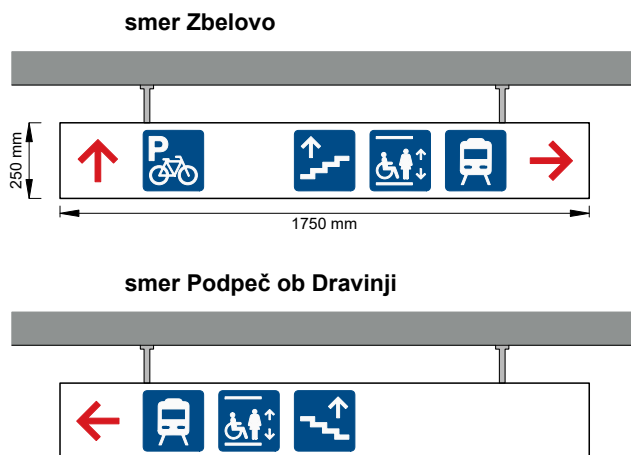 smer Zbelovo
250 mm
P
1750 mm
smer Podpeč ob Dravinji